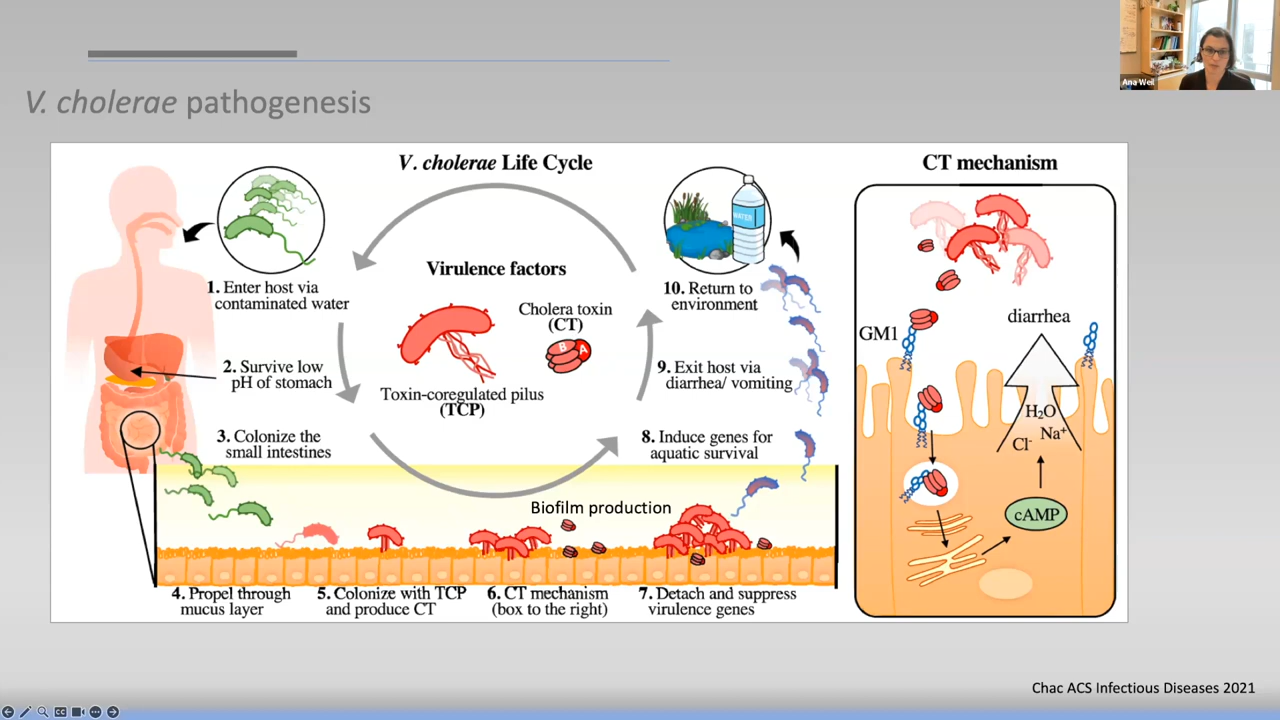 Ana Weil
V. cholerae pathogenesis
V. cholerae Life Cycle
CT mechanism
WATER
Virulence factors
1. Enter host via
contaminated water
Cholera toxin
(CT)
B
A
10. Return to
environment
2. Survive low
pH of stomach
Toxin-coregulated pilus
(TCP)
9. Exit host via
diarrhea/ vomiting
3. Colonize the
small intestines
8. Induce genes for
aquatic survival
Biofilm production
4. Propel through
mucus layer
5. Colonize with TCP
and produce CT
6. CT mechanism
(box to the right)
7. Detach and suppress
virulence genes
GM1
diarrhea
H₂O
Cl⁻ Na⁺
cAMP
Chac ACS Infectious Diseases 2021
CC